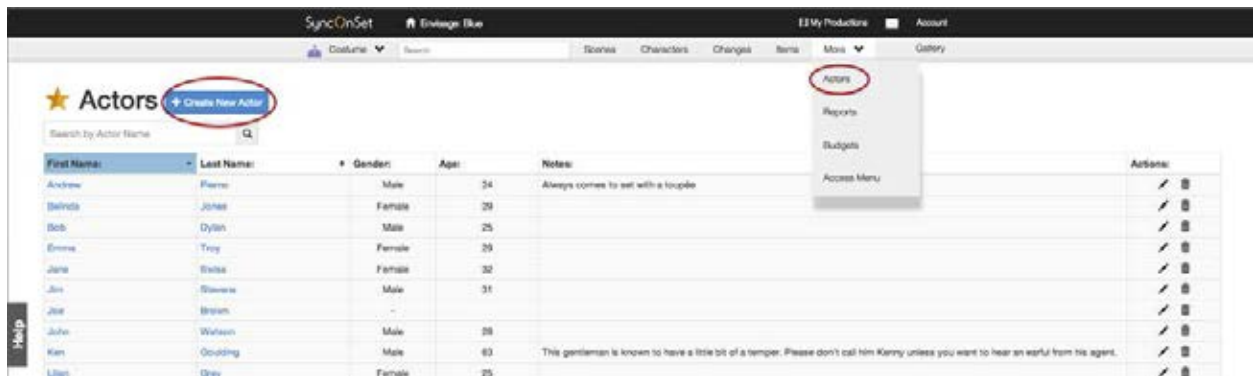 SyncOnSet Envisage: Blue My Productions Account
Costume Search Scenes Characters Changes Items More Gallery
Actors
Reports
Budgets
Access Menu
Actors + Create New Actor
Search by Actor Name
First Name: Last Name: Gender: Age: Notes: Actions:
Andrew Pierno Male 34 Always comes to set with a toupée
Belinda Jones Female 29
Bob Dylan Male 25
Emma Troy Female 29
Jane Female 32
Jim Stevens Male 31
Joe Brown -
John Watson Male 28
Ken Goulding Male 63 This gentleman is known to have a little bit of a temper. Please don't call him Kenny unless you want to hear an earful from his agent.
Lilian Grey Female 25
Help